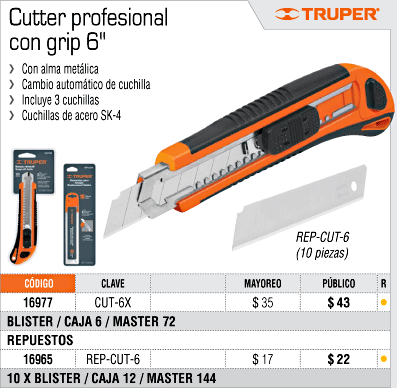 Cutter profesional
con grip 6"
TRUPER®
› Con alma metálica
› Cambio automático de cuchilla
› Incluye 3 cuchillas
› Cuchillas de acero SK-4
TRUPER
REP-CUT-6
(10 piezas)
CÓDIGO CLAVE MAYOREO PÚBLICO R
16977 CUT-6X $ 35 $ 43
BLISTER / CAJA 6 / MASTER 72
REPUESTOS
16965 REP-CUT-6 $ 17 $ 22
10 X BLISTER / CAJA 12 / MASTER 144